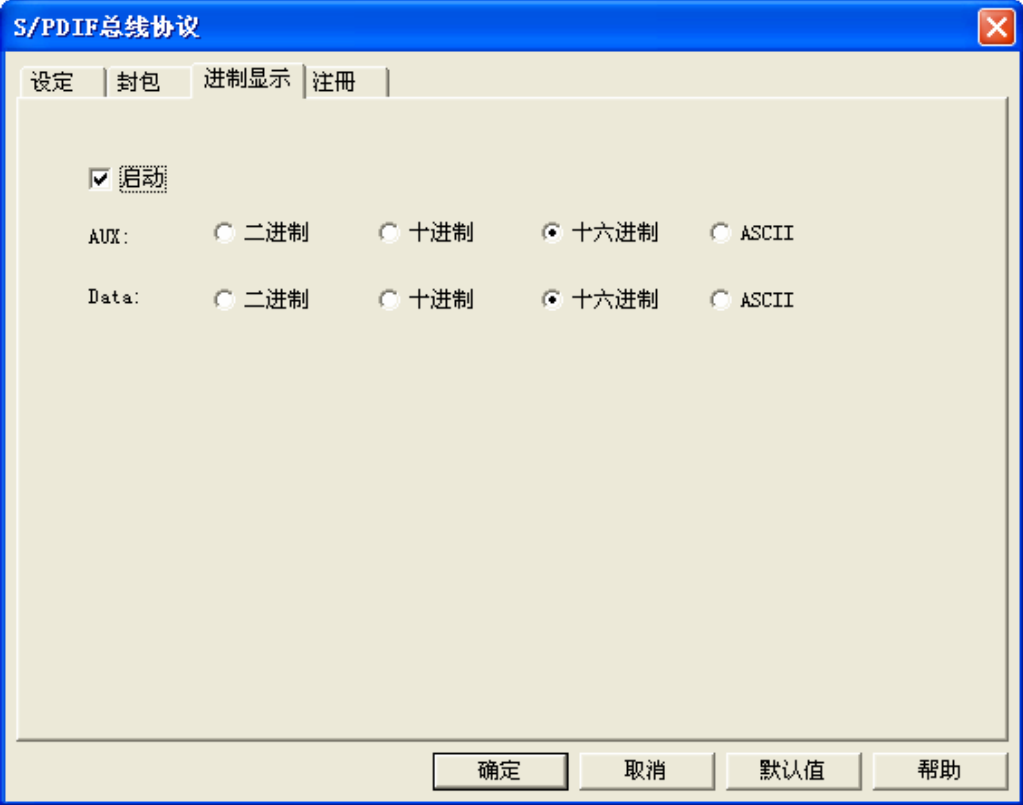 S/PDIF总线协议
设定 封包 进制显示 注册
启动
AUX: 二进制 十进制 十六进制 ASCII
Data: 二进制 十进制 十六进制 ASCII
确定 取消 默认值 帮助